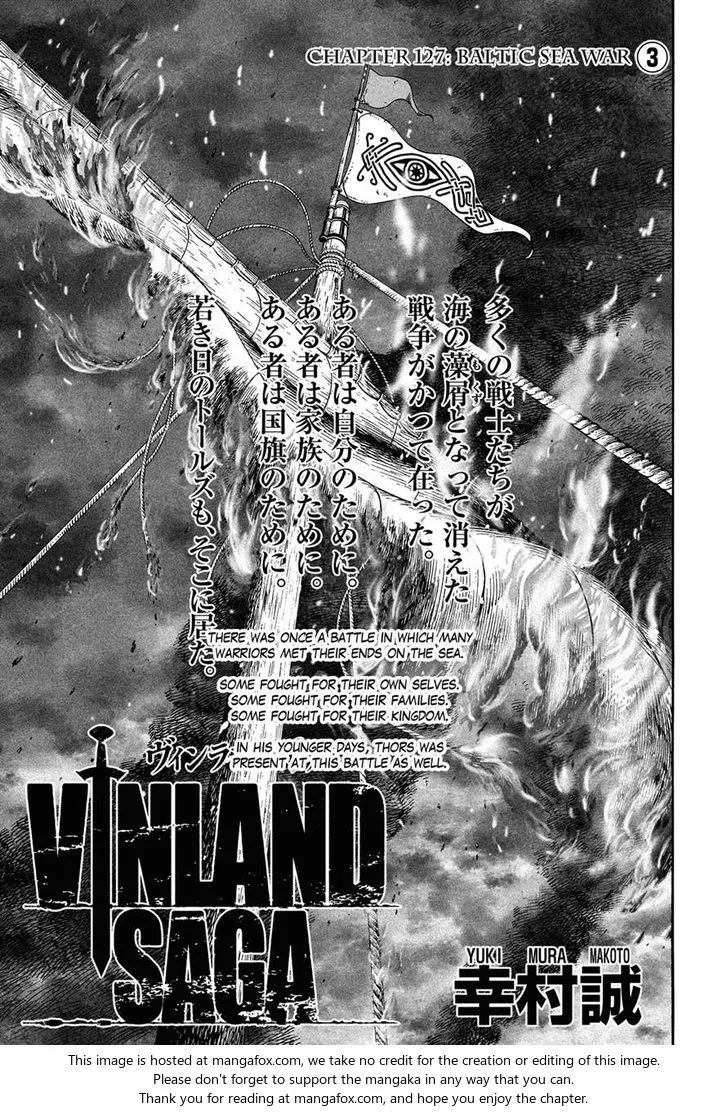 CHAPTER 127: BALTIC SEA WAR 3
多くの戦士たちが
海の藻屑となって消えた
もくず
戦争がかつて在った。
ある者は自分のために。
ある者は家族のために。
ある者は国旗のために。
若き日のトールズも、そこに居た。
THERE WAS ONCE A BATTLE IN WHICH MANY
WARRIORS MET THEIR ENDS ON THE SEA.
SOME FOUGHT FOR THEIR OWN SELVES.
SOME FOUGHT FOR THEIR FAMILIES.
SOME FOUGHT FOR THEIR KINGDOM.
IN HIS YOUNGER DAYS, THORS WAS
PRESENT AT THIS BATTLE AS WELL.
ヴィンラ
VINLAND
SAGA
YUKI MURA MAKOTO
幸村誠
This image is hosted at mangafox.com, we take no credit for the creation or editing of this image.
Please don't forget to support the mangaka in any way that you can.
Thank you for reading at mangafox.com, and hope you enjoy the chapter.